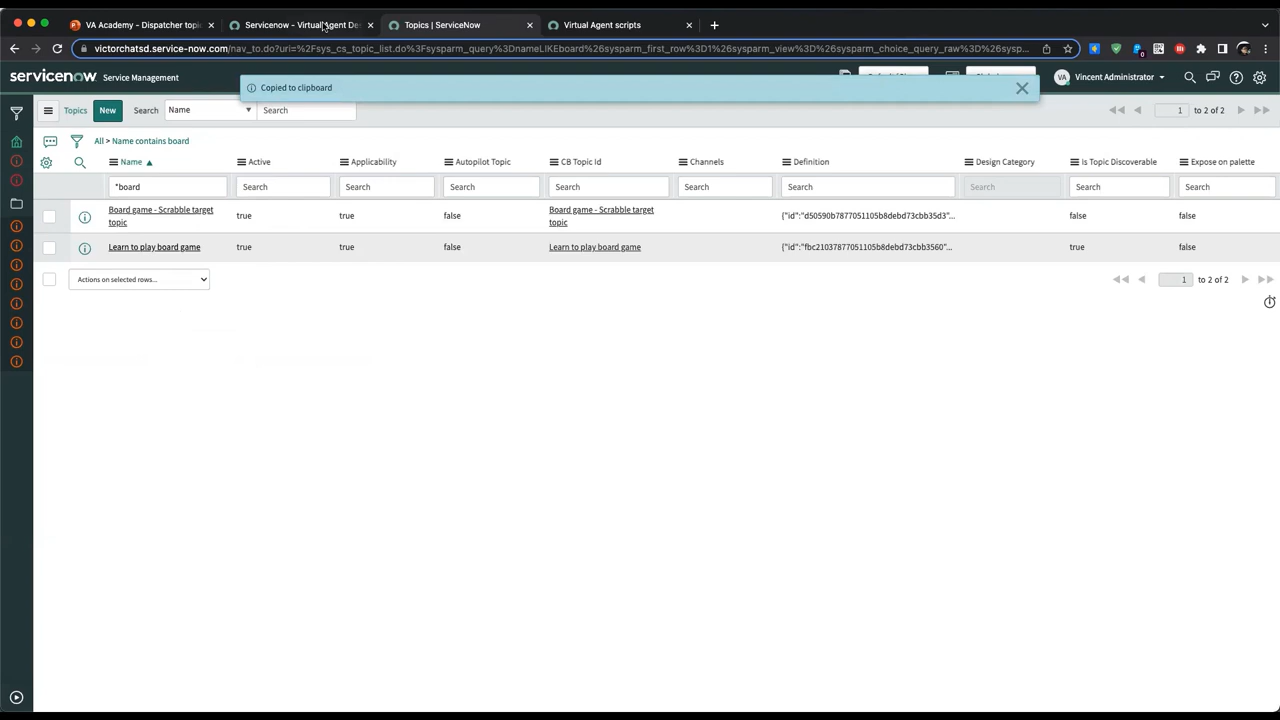 VA Academy - Dispatcher topi
Servicenow - Virtual Agent De
Topics | ServiceNow
Virtual Agent scripts
victorchatsd.service-now.com/nav_to.do?uri=%2Fsys_cs_topic_list.do%3Fsysparm_query%3DnameLIKEboard%26sysparm_first_row%3D1%26sysparm_view%3D%26sysparm_choice_query_raw%3D%26sysp...
0
servicenow Service Management
VA Vincent Administrator
Copied to clipboard
Topics New Search Name Search 1 to 2 of 2
All > Name contains board
Name Active Applicability Autopilot Topic CB Topic Id Channels Definition Design Category Is Topic Discoverable Expose on palette
*board Search Search Search Search Search Search Search Search Search
Board game - Scrabble target topic true true false Board game - Scrabble target topic {"id":"d50590b7877051105b8debd73cbb35d3"... false false
Learn to play board game true true false Learn to play board game {"id":"fbc21037877051105b8debd73cbb3560"... true false
Actions on selected rows... 1 to 2 of 2